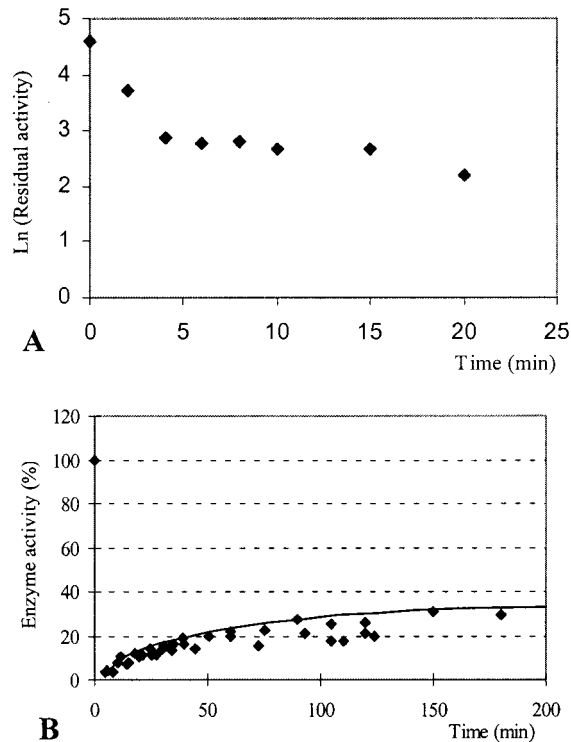 5
4
3
2
1
0
Ln (Residual activity)
0 5 10 15 20 25
A
Time (min)
120
100
80
60
40
20
0
Enzyme activity (%)
0 50 100 150 200
B
Time (min)